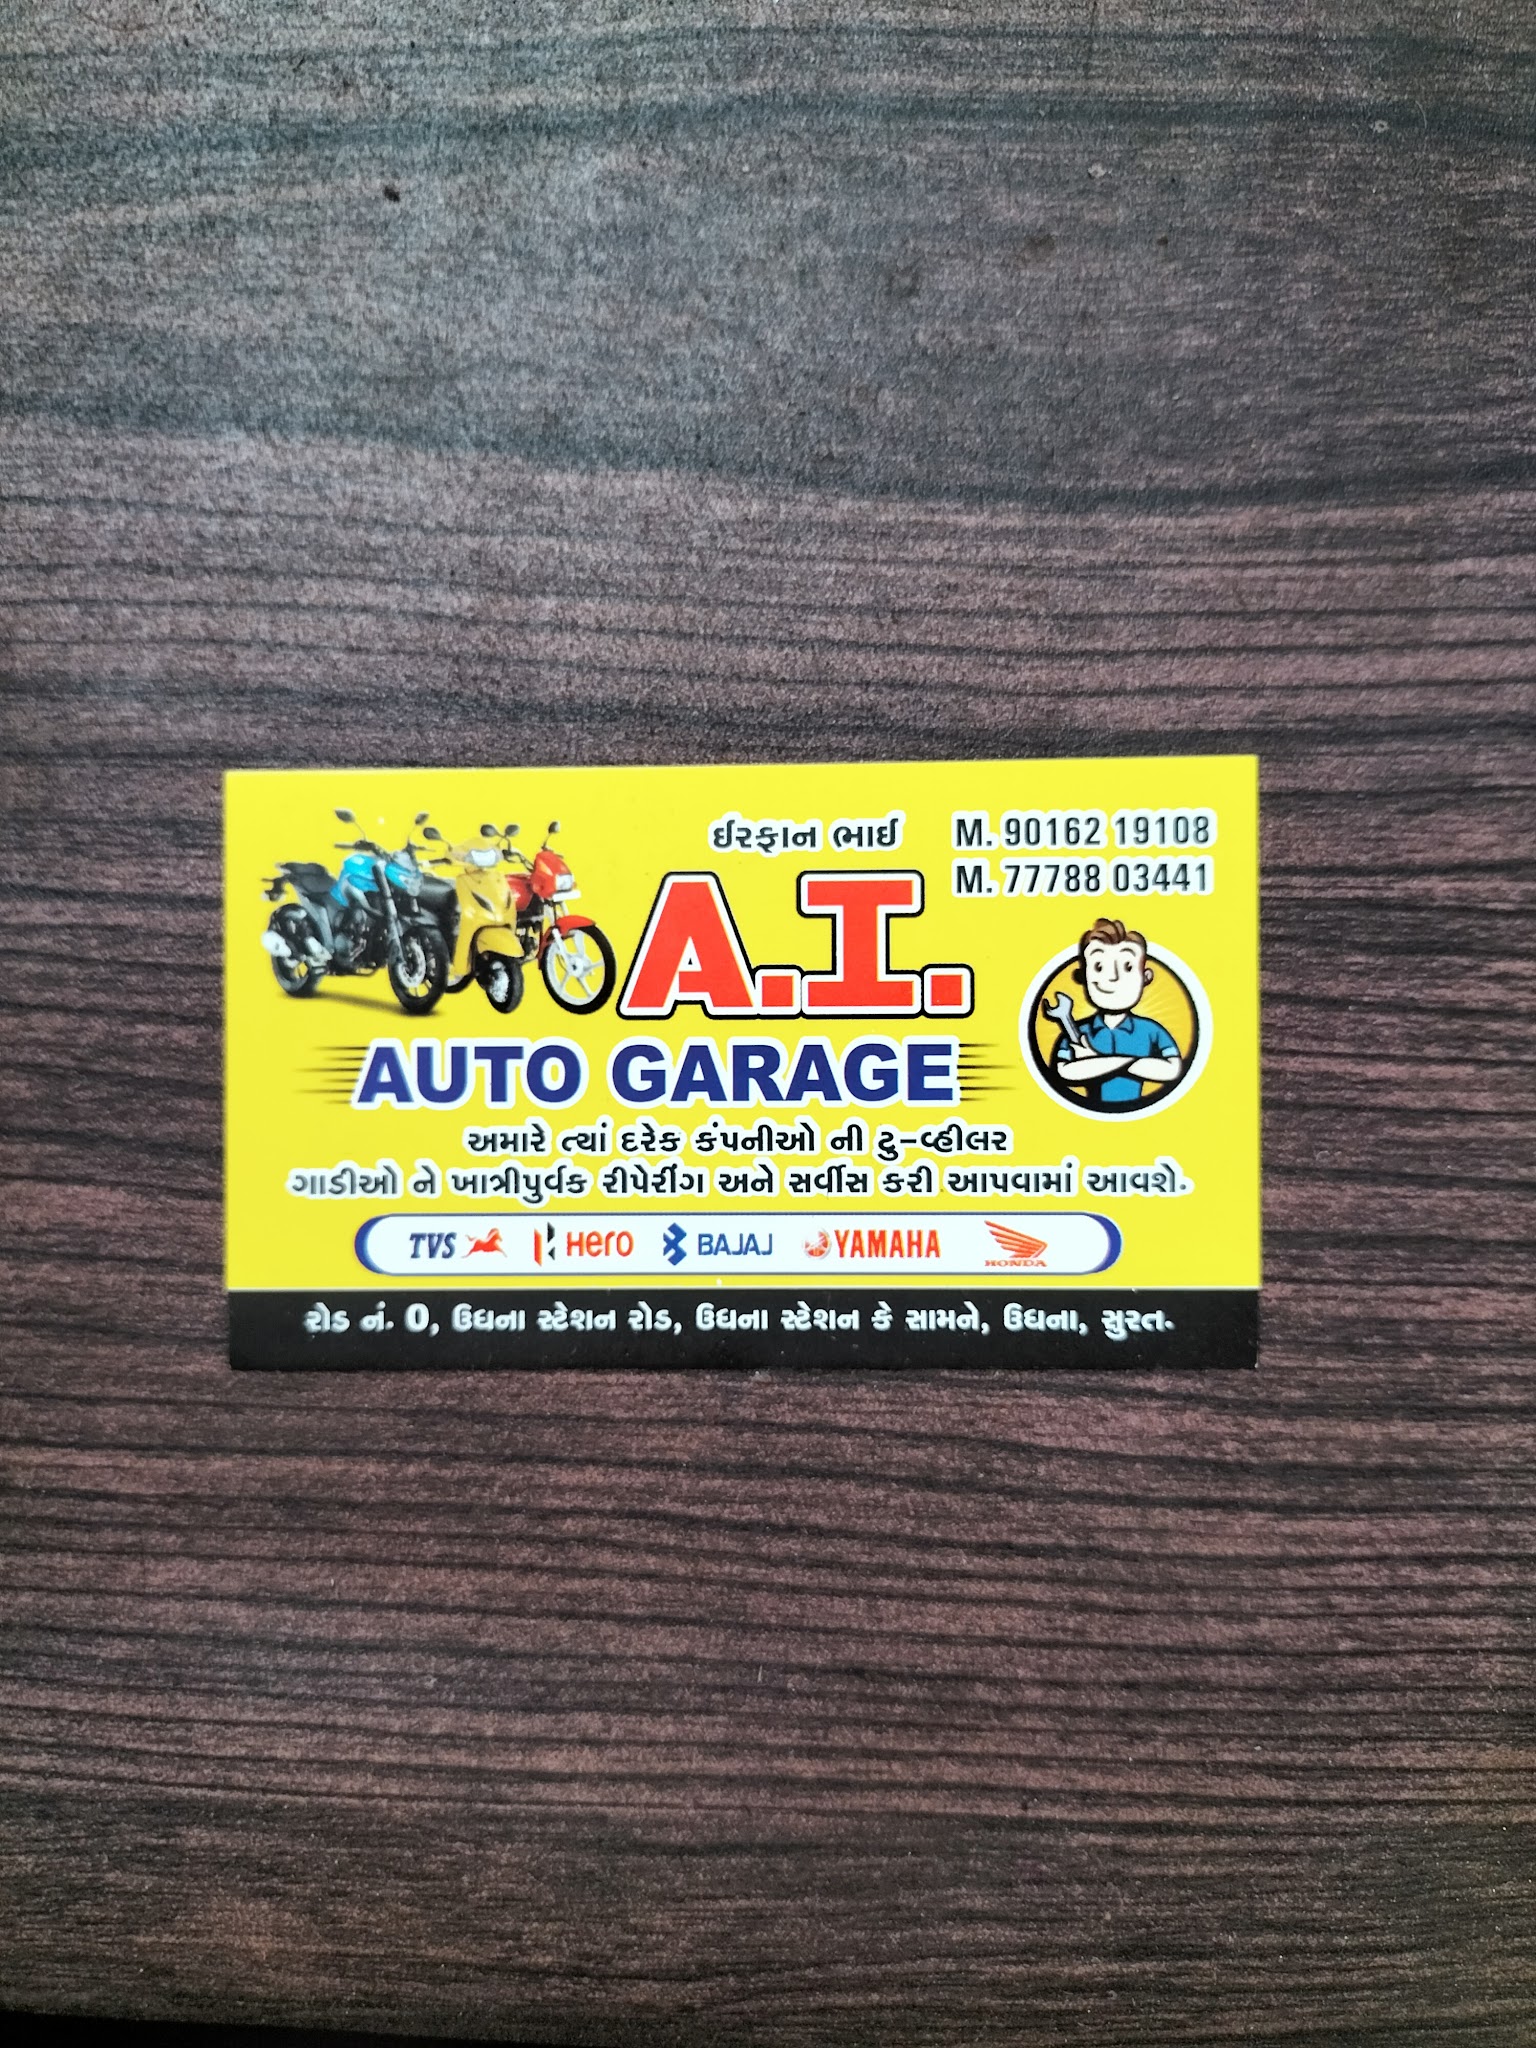 ઈરફાન ભાઈ
M. 90162 19108
M. 77788 03441
A.I.
AUTO GARAGE
અમારે ત્યાં દરેક કંપનીઓ ની ટુ-વ્હીલર
ગાડીઓ ને ખાત્રીપુર્વક રીપેરીંગ અને સર્વીસ કરી આપવામાં આવશે.
TVS Hero BAJAJ YAMAHA HONDA
રોડ નં. 0, ઉધના સ્ટેશન રોડ, ઉધના સ્ટેશન કે સામને, ઉધના, સુરત.